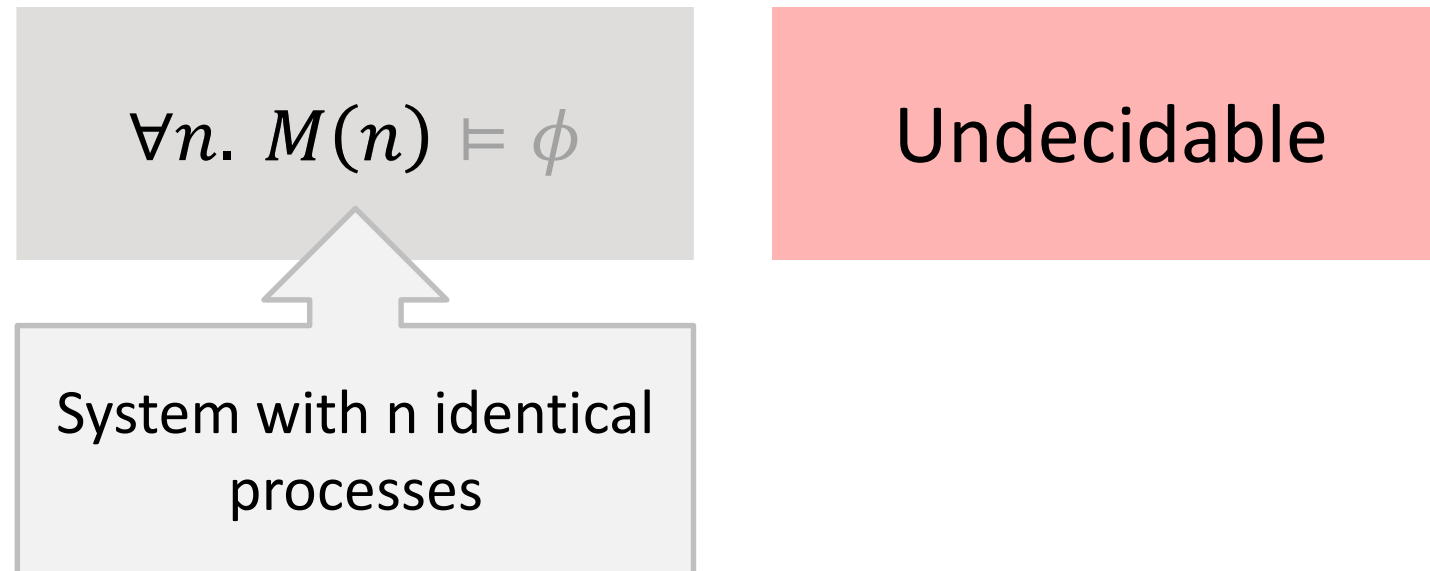 ∀n. M(n) ⊨ ϕ
Undecidable
System with n identical
processes